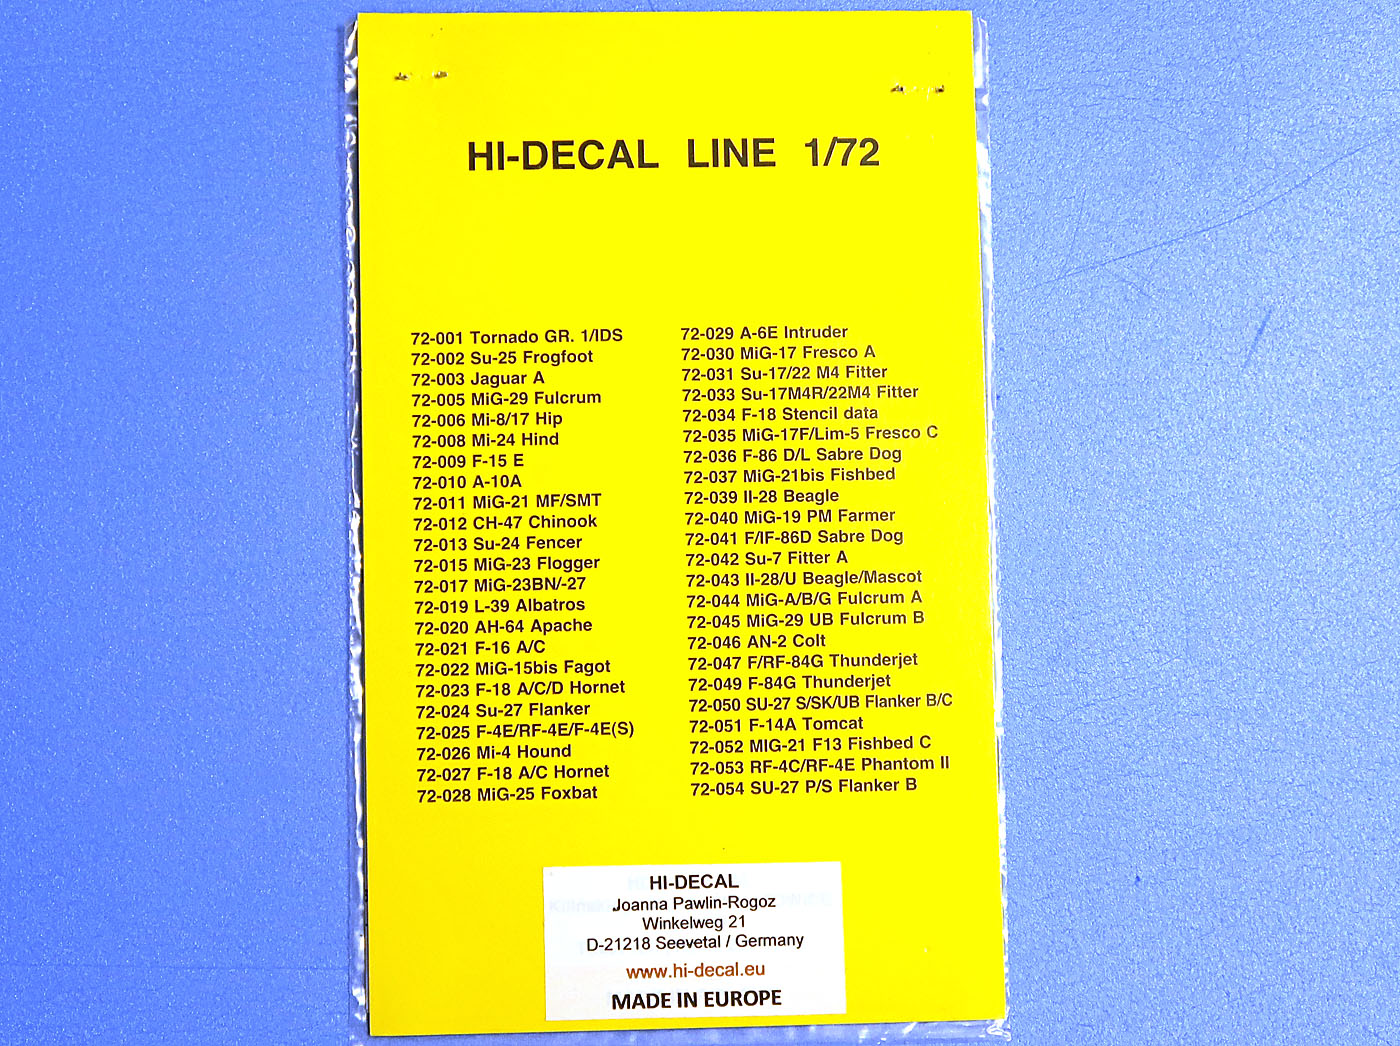 HI-DECAL LINE 1/72
72-001 Tornado GR. 1/IDS
72-002 Su-25 Frogfoot
72-003 Jaguar A
72-005 MiG-29 Fulcrum
72-006 Mi-8/17 Hip
72-008 Mi-24 Hind
72-009 F-15 E
72-010 A-10A
72-011 MiG-21 MF/SMT
72-012 CH-47 Chinook
72-013 Su-24 Fencer
72-015 MiG-23 Flogger
72-017 MiG-23BN/-27
72-019 L-39 Albatros
72-020 AH-64 Apache
72-021 F-16 A/C
72-022 MiG-15bis Fagot
72-023 F-18 A/C/D Hornet
72-024 Su-27 Flanker
72-025 F-4E/RF-4E/F-4E(S)
72-026 Mi-4 Hound
72-027 F-18 A/C Hornet
72-028 MiG-25 Foxbat
72-029 A-6E Intruder
72-030 MiG-17 Fresco A
72-031 Su-17/22 M4 Fitter
72-033 Su-17M4R/22M4 Fitter
72-034 F-18 Stencil data
72-035 MiG-17F/Lim-5 Fresco C
72-036 F-86 D/L Sabre Dog
72-037 MiG-21bis Fishbed
72-039 Il-28 Beagle
72-040 MiG-19 PM Farmer
72-041 F/IF-86D Sabre Dog
72-042 Su-7 Fitter A
72-043 Il-28/U Beagle/Mascot
72-044 MiG-A/B/G Fulcrum A
72-045 MiG-29 UB Fulcrum B
72-046 AN-2 Colt
72-047 F/RF-84G Thunderjet
72-049 F-84G Thunderjet
72-050 SU-27 S/SK/UB Flanker B/C
72-051 F-14A Tomcat
72-052 MIG-21 F13 Fishbed C
72-053 RF-4C/RF-4E Phantom II
72-054 SU-27 P/S Flanker B
HI-DECAL
Joanna Pawlin-Rogoz
Winkelweg 21
D-21218 Seevetal / Germany
www.hi-decal.eu
MADE IN EUROPE